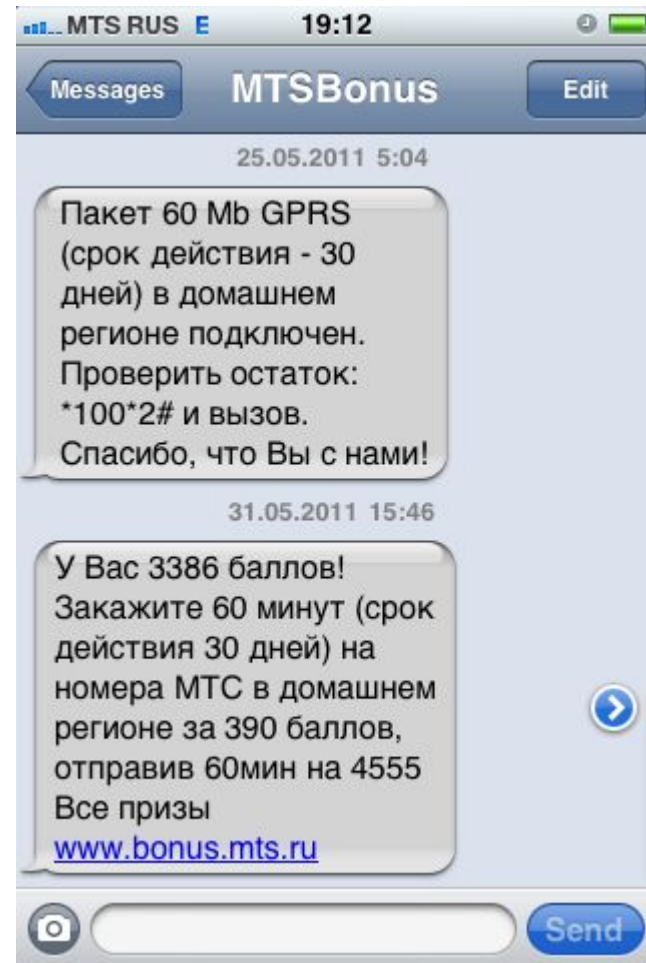 MTS RUS E 19:12
Messages MTSBonus Edit
25.05.2011 5:04
Пакет 60 Mb GPRS
(срок действия - 30
дней) в домашнем
регионе подключен.
Проверить остаток:
*100*2# и вызов.
Спасибо, что Вы с нами!
31.05.2011 15:46
У Вас 3386 баллов!
Закажите 60 минут (срок
действия 30 дней) на
номера МТС в домашнем
регионе за 390 баллов,
отправив 60мин на 4555
Все призы
www.bonus.mts.ru
Send